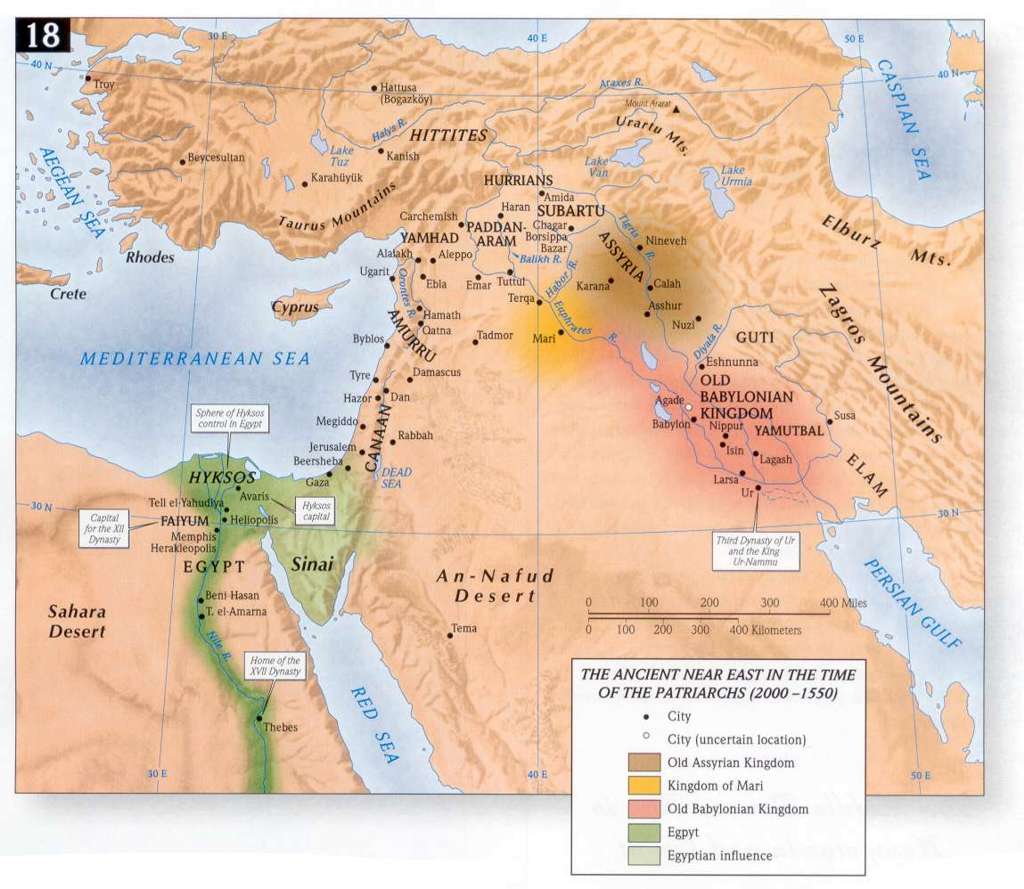 18
30 E
40 E
50 E
40 N
40 N
Troy
Hattusa
(Bogazköy)
Maxes R.
Mount Ararat
Urartu Mts.
CASPIAN SEA
HITTITES
Halys R.
Lake
Tuz
Kanish
Beycesultan
Karahüyük
Lake
Van
Lake
Urmia
AEGEAN SEA
Taurus Mountains
HURRIANS
Amida
Haran
SUBARTU
Carchemish
PADDAN-
ARAM
Chagar
Borsippa
Bazar
Tigris R.
Nineveh
Elburz Mts.
YAMHAD
Alalakh
Aleppo
Balikh R.
ASSYRIA
Rhodes
Ugarit
Ebla
Emar
Tuttul
Habor R.
Karana
Calah
Crete
Cyprus
Orontes R.
Terqa
Asshur
Zagros Mountains
Hamath
Qatna
AMURRU
Euphrates R.
Nuzi
Byblos
Tadmor
Mari
Diyala R.
GUTI
MEDITERRANEAN SEA
Eshnunna
Tyre
Damascus
OLD
BABYLONIAN
KINGDOM
Hazor
Dan
Agade
Sphere of Hyksos
control in Egypt
Megiddo
CANAAN
Babylon
Nippur
YAMUTBAL
Susa
Rabbah
Jerusalem
Isin
Beersheba
Lagash
ELAM
HYKSOS
Gaza
DEAD
SEA
Larsa
Ur
Avaris
Tell el-Yahudiya
Hyksos
capital
30 N
30 N
Capital
for the XII
Dynasty
FAIYUM
Heliopolis
Memphis
Herakleopolis
Third Dynasty of Ur
and the King
Ur-Nammu
EGYPT
Sinai
An-Nafud
Desert
PERSIAN GULF
Beni-Hasan
T. el-Amarna
Sahara
Desert
Nile R.
Tema
0 100 200 300 400 Miles
0 100 200 300 400 Kilometers
Home of the
XVII Dynasty
RED SEA
Thebes
30 E
40 E
50 E
THE ANCIENT NEAR EAST IN THE TIME
OF THE PATRIARCHS (2000 –1550)
City
City (uncertain location)
Old Assyrian Kingdom
Kingdom of Mari
Old Babylonian Kingdom
Egpyt
Egyptian influence